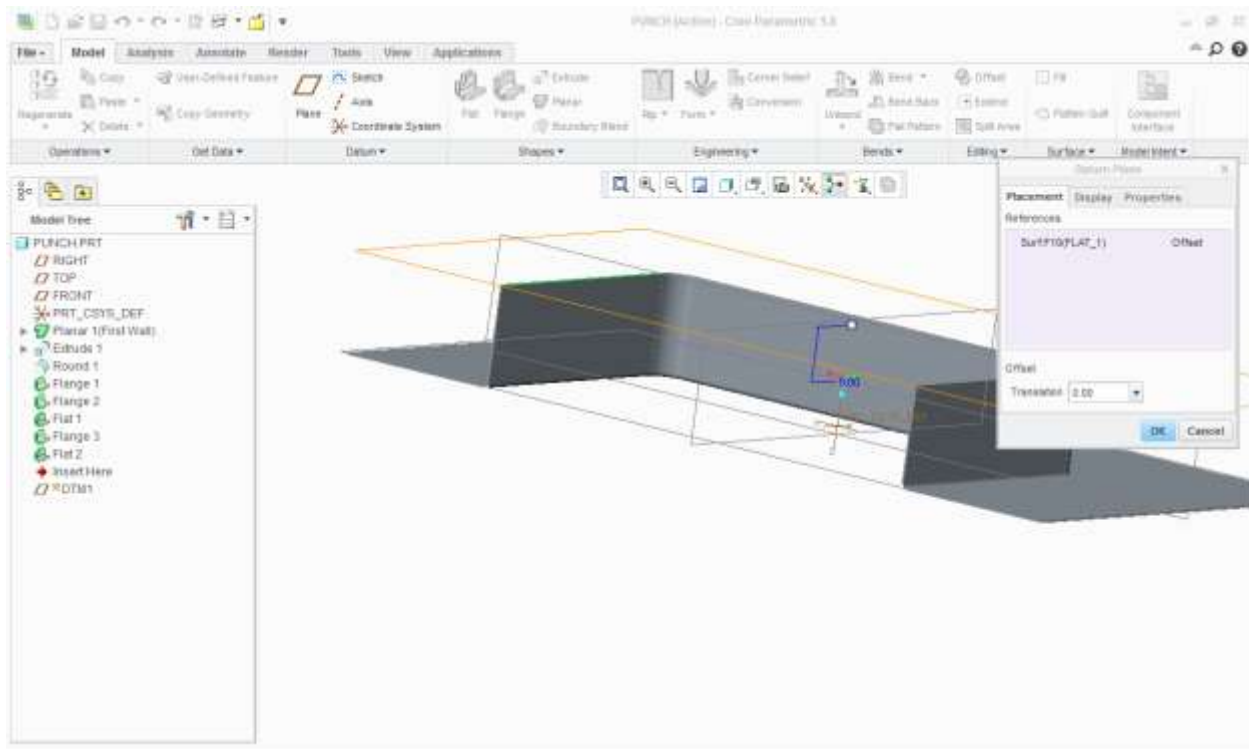 PUNCH (Active) - Creo Parametric 3.0
File Model Analysis Annotate Render Tools View Applications
Regenerate
Copy
Paste
Delete
User-Defined Feature
Copy Geometry
Plane
Sketch
Axis
Coordinate System
Flat
Flange
Extrude
Planar
Boundary Blend
Rip
Form
Corner Relief
Conversion
Unbend
Bend
Bend Back
Flat Pattern
Offset
Extend
Split Area
Fill
Flatten Quilt
Component Interface
Operations
Get Data
Datum
Shapes
Engineering
Bends
Editing
Surface
Model Intent
Model Tree
PUNCH.PRT
RIGHT
TOP
FRONT
PRT_CSYS_DEF
Planar 1(First Wall)
Extrude 1
Round 1
Flange 1
Flange 2
Flat 1
Flange 3
Flat 2
Insert Here
DTM1
0.00
Datum Plane
Placement Display Properties
References
Surf:F10(FLAT_1) Offset
Offset
Translation 0.00
OK Cancel